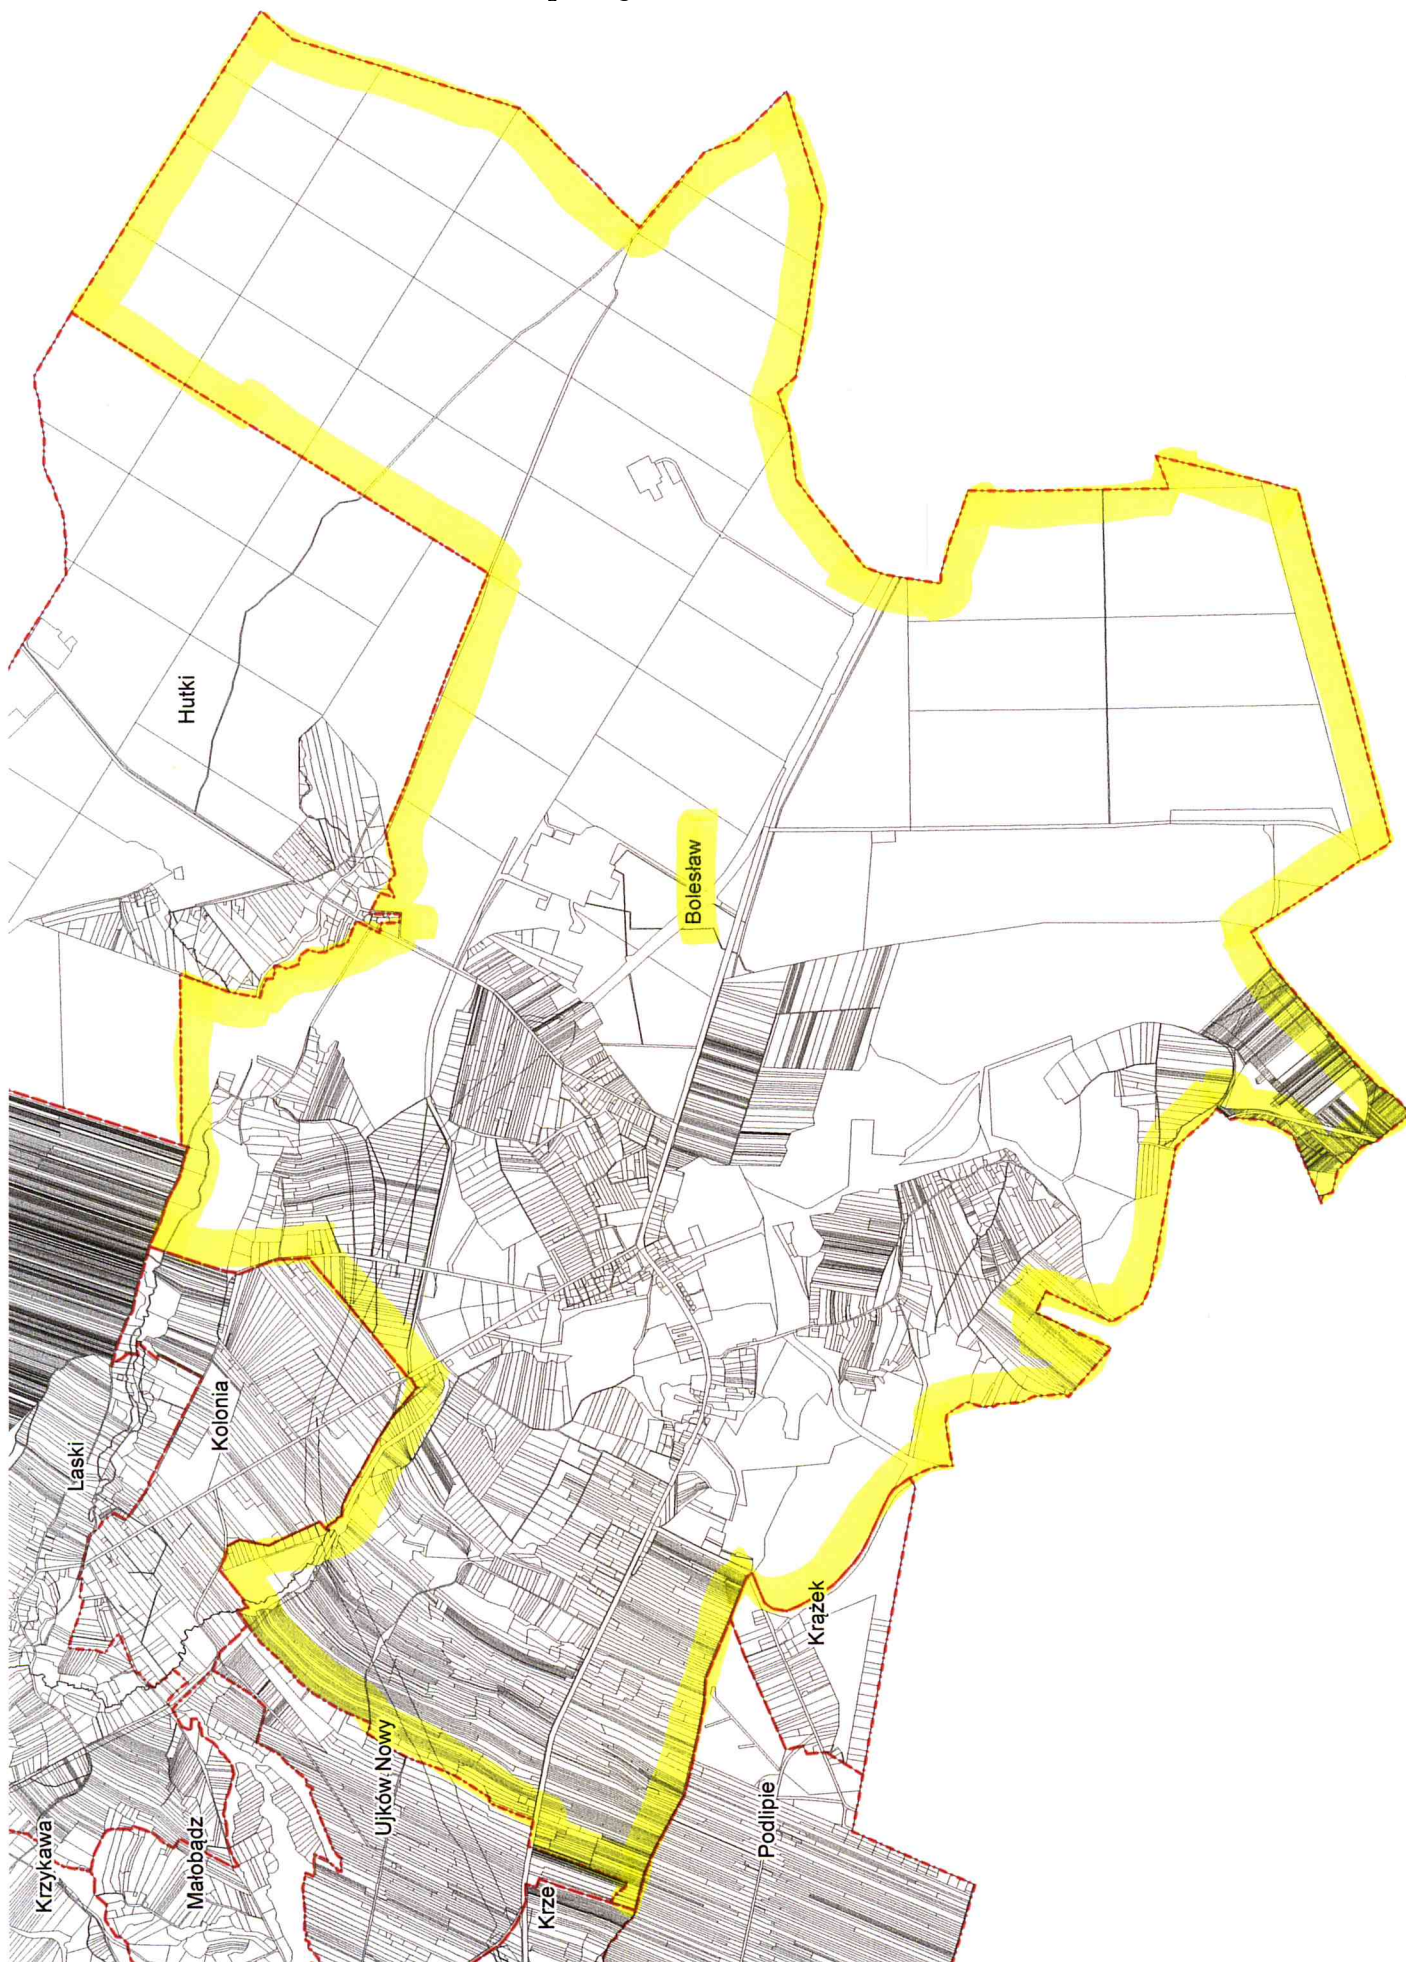 Hutki
Bolesław
Laski
Kolonia
Krążek
Ujków Nowy
Krzykawa
Małobądz
Podlipie
Krze